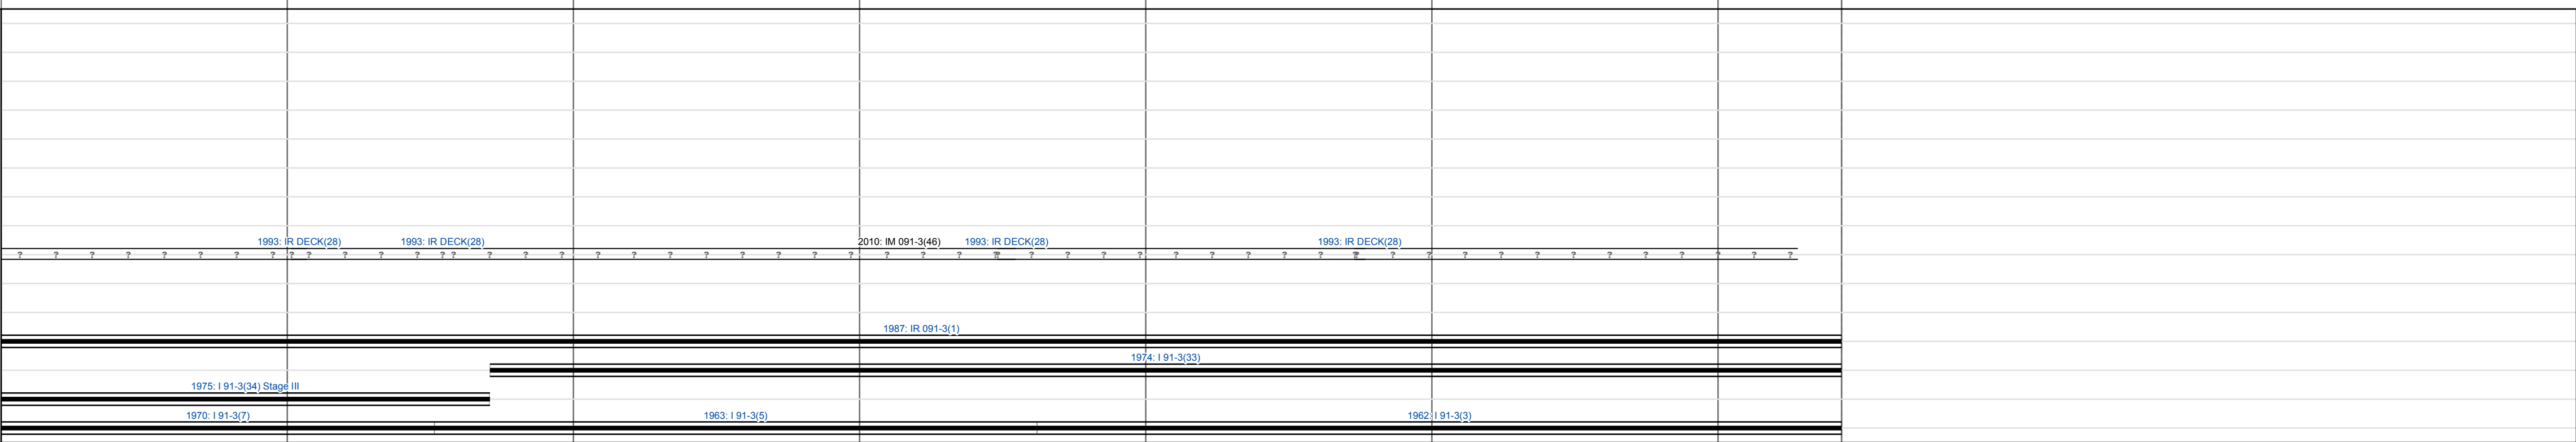 1993: IR DECK(28) 1993: IR DECK(28) 2010: IM 091-3(46) 1993: IR DECK(28) 1993: IR DECK(28)
? ? ? ? ? ? ? ? ? ? ? ? ? ? ? ? ? ? ? ? ? ? ? ? ? ? ? ? ? ? ? ? ? ? ? ? ? ? ? ? ? ? ? ? ? ? ? ? ? ? ? ? ? ?
1987: IR 091-3(1)
1974: I 91-3(33)
1975: I 91-3(34) Stage III
1970: I 91-3(7) 1963: I 91-3(5) 1962: I 91-3(3)